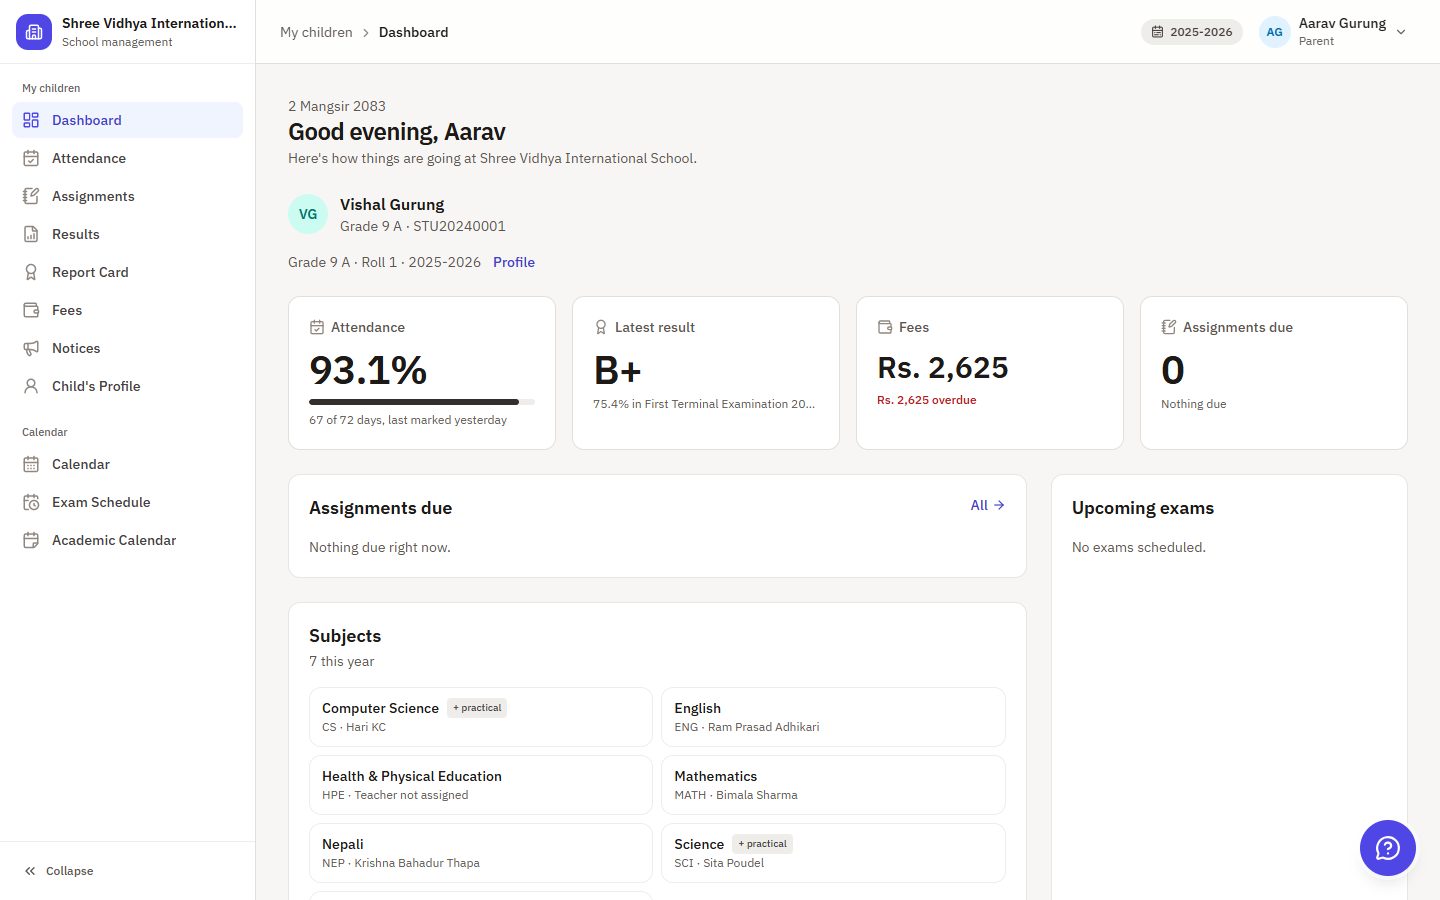 Shree Vidhya Internation...
School management
My children
Dashboard
Attendance
Assignments
Results
Report Card
Fees
Notices
Child's Profile
Calendar
Calendar
Exam Schedule
Academic Calendar
Collapse
My children > Dashboard
2025-2026
AG
Aarav Gurung
Parent
2 Mangsir 2083
Good evening, Aarav
Here's how things are going at Shree Vidhya International School.
VG
Vishal Gurung
Grade 9 A · STU20240001
Grade 9 A · Roll 1 · 2025-2026 Profile
Attendance
93.1%
67 of 72 days, last marked yesterday
Latest result
B+
75.4% in First Terminal Examination 20...
Fees
Rs. 2,625
Rs. 2,625 overdue
Assignments due
0
Nothing due
Assignments due
All →
Nothing due right now.
Upcoming exams
No exams scheduled.
Subjects
7 this year
Computer Science + practical
CS · Hari KC
English
ENG · Ram Prasad Adhikari
Health & Physical Education
HPE · Teacher not assigned
Mathematics
MATH · Bimala Sharma
Nepali
NEP · Krishna Bahadur Thapa
Science + practical
SCI · Sita Poudel